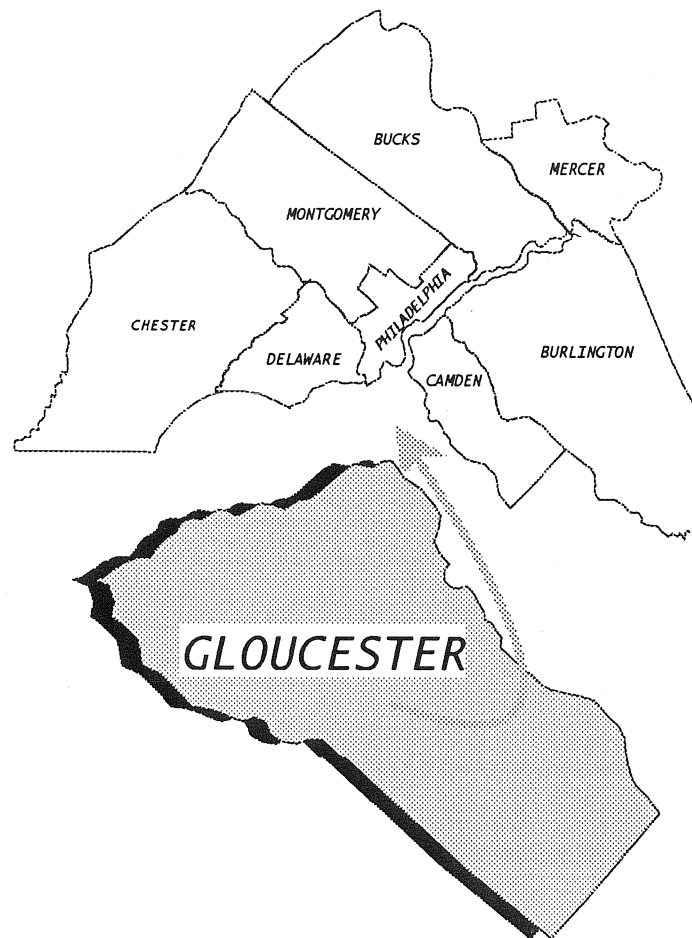 BUCKS
MERCER
MONTGOMERY
PHILADELPHIA
CHESTER
DELAWARE
CAMDEN
BURLINGTON
GLOUCESTER